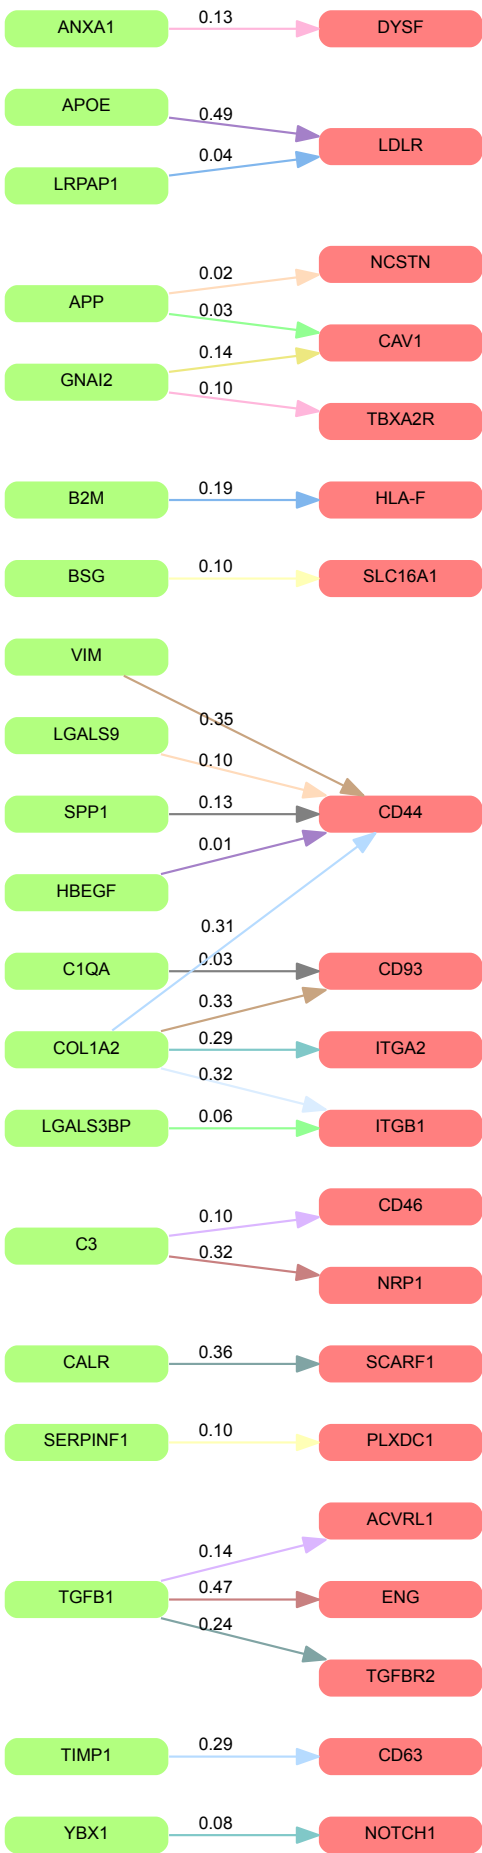 ANXA1 0.13 DYSF
APOE
0.49
LDLR
0.04
LRPAP1
NCSTN
0.02
APP
0.03
CAV1
0.14
GNAI2
0.10
TBXA2R
B2M 0.19 HLA-F
BSG 0.10 SLC16A1
VIM
0.35
LGALS9
0.10
SPP1 0.13 CD44
0.01
HBEGF
0.31
C1QA 0.03 CD93
0.33
COL1A2 0.29 ITGA2
0.32
LGALS3BP 0.06 ITGB1
CD46
0.10
C3
0.32
NRP1
CALR 0.36 SCARF1
SERPINF1 0.10 PLXDC1
ACVRL1
0.14
TGFB1 0.47 ENG
0.24
TGFBR2
TIMP1 0.29 CD63
YBX1 0.08 NOTCH1